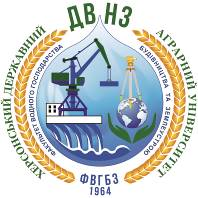 ДВНЗ
ХЕРСОНСЬКИЙ ДЕРЖАВНИЙ
АГРАРНИЙ УНІВЕРСИТЕТ
ФАКУЛЬТЕТ ВОДНОГО ГОСПОДАРСТВА
БУДІВНИЦТВА ТА ЗЕМЛЕУСТРОЮ
ФВГБЗ
1964